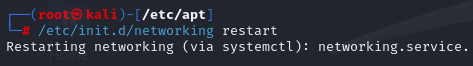 ┌──(root㉿kali)-[/etc/apt]
└─# /etc/init.d/networking restart
Restarting networking (via systemctl): networking.service.